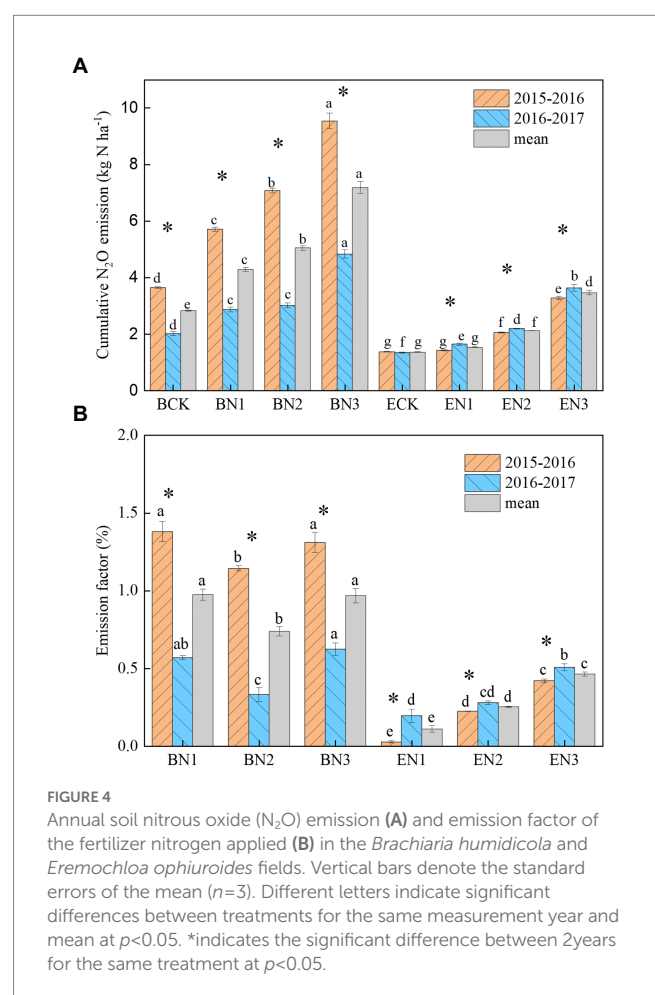 A
Cumulative N₂O emission (kg N ha⁻¹)
10
8
6
4
2
0
2015-2016
2016-2017
mean
d d e *
c c c *
b c b *
a a a *
g f g
g e g *
f d f *
e b d *
BCK BN1 BN2 BN3 ECK EN1 EN2 EN3
B
Emission factor (%)
2.0
1.5
1.0
0.5
0.0
2015-2016
2016-2017
mean
a ab a *
b c b *
a a a *
e d e *
d cd d *
c b c *
BN1 BN2 BN3 EN1 EN2 EN3
FIGURE 4
Annual soil nitrous oxide (N₂O) emission (A) and emission factor of
the fertilizer nitrogen applied (B) in the Brachiaria humidicola and
Eremochloa ophiuroides fields. Vertical bars denote the standard
errors of the mean (n=3). Different letters indicate significant
differences between treatments for the same measurement year and
mean at p<0.05. *indicates the significant difference between 2years
for the same treatment at p<0.05.